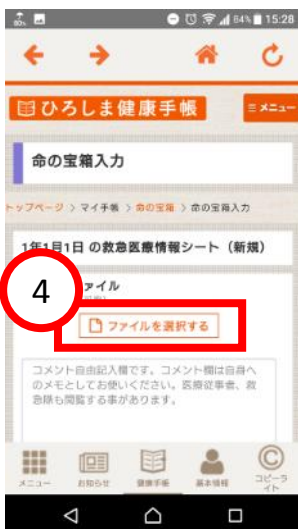 80%
64% 15:28
ひろしま健康手帳
≡ メニュー
命の宝箱入力
トップページ > マイ手帳 > 命の宝箱 > 命の宝箱入力
1年1月1日 の救急医療情報シート（新規）
4
ァイル
ファイルを選択する
コメント自由記入欄です。コメント欄は自身へ
のメモとしてお使いください。医療従事者、救
急隊も閲覧する事があります。
メニュー
お知らせ
健康手帳
基本情報
コピーラ
イト